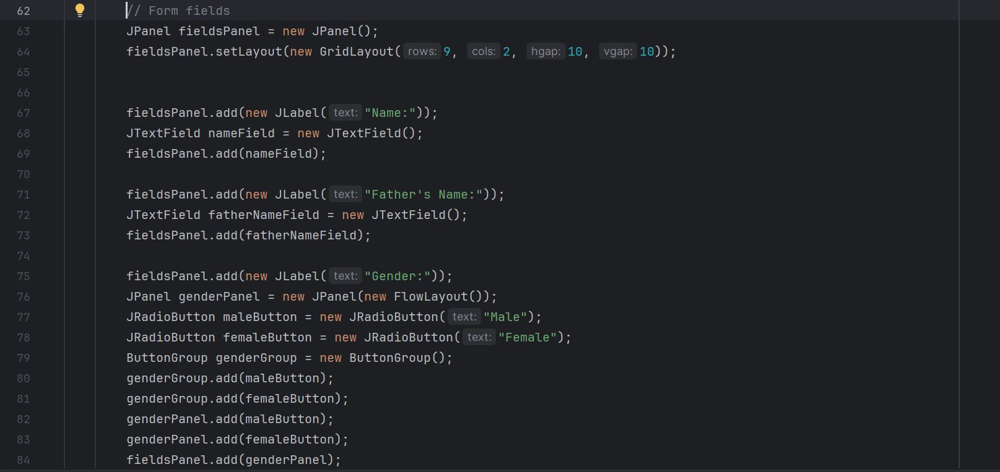 62 // Form fields
63 JPanel fieldsPanel = new JPanel();
64 fieldsPanel.setLayout(new GridLayout( rows: 9, cols: 2, hgap: 10, vgap: 10));
65
66
67 fieldsPanel.add(new JLabel( text: "Name:"));
68 JTextField nameField = new JTextField();
69 fieldsPanel.add(nameField);
70
71 fieldsPanel.add(new JLabel( text: "Father's Name:"));
72 JTextField fatherNameField = new JTextField();
73 fieldsPanel.add(fatherNameField);
74
75 fieldsPanel.add(new JLabel( text: "Gender:"));
76 JPanel genderPanel = new JPanel(new FlowLayout());
77 JRadioButton maleButton = new JRadioButton( text: "Male");
78 JRadioButton femaleButton = new JRadioButton( text: "Female");
79 ButtonGroup genderGroup = new ButtonGroup();
80 genderGroup.add(maleButton);
81 genderGroup.add(femaleButton);
82 genderPanel.add(maleButton);
83 genderPanel.add(femaleButton);
84 fieldsPanel.add(genderPanel);